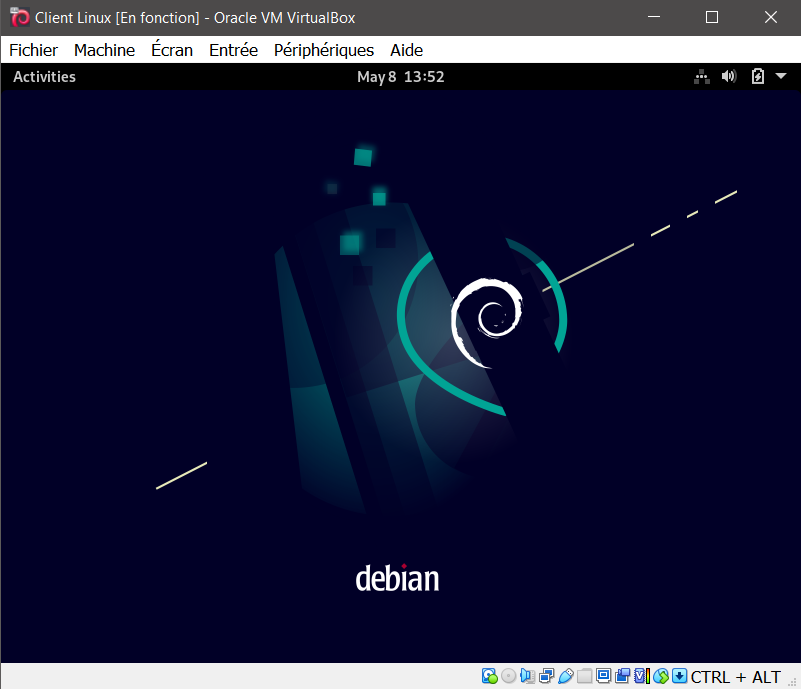 Client Linux [En fonction] - Oracle VM VirtualBox
Fichier Machine Écran Entrée Périphériques Aide
Activities May 8 13:52
debian
CTRL + ALT